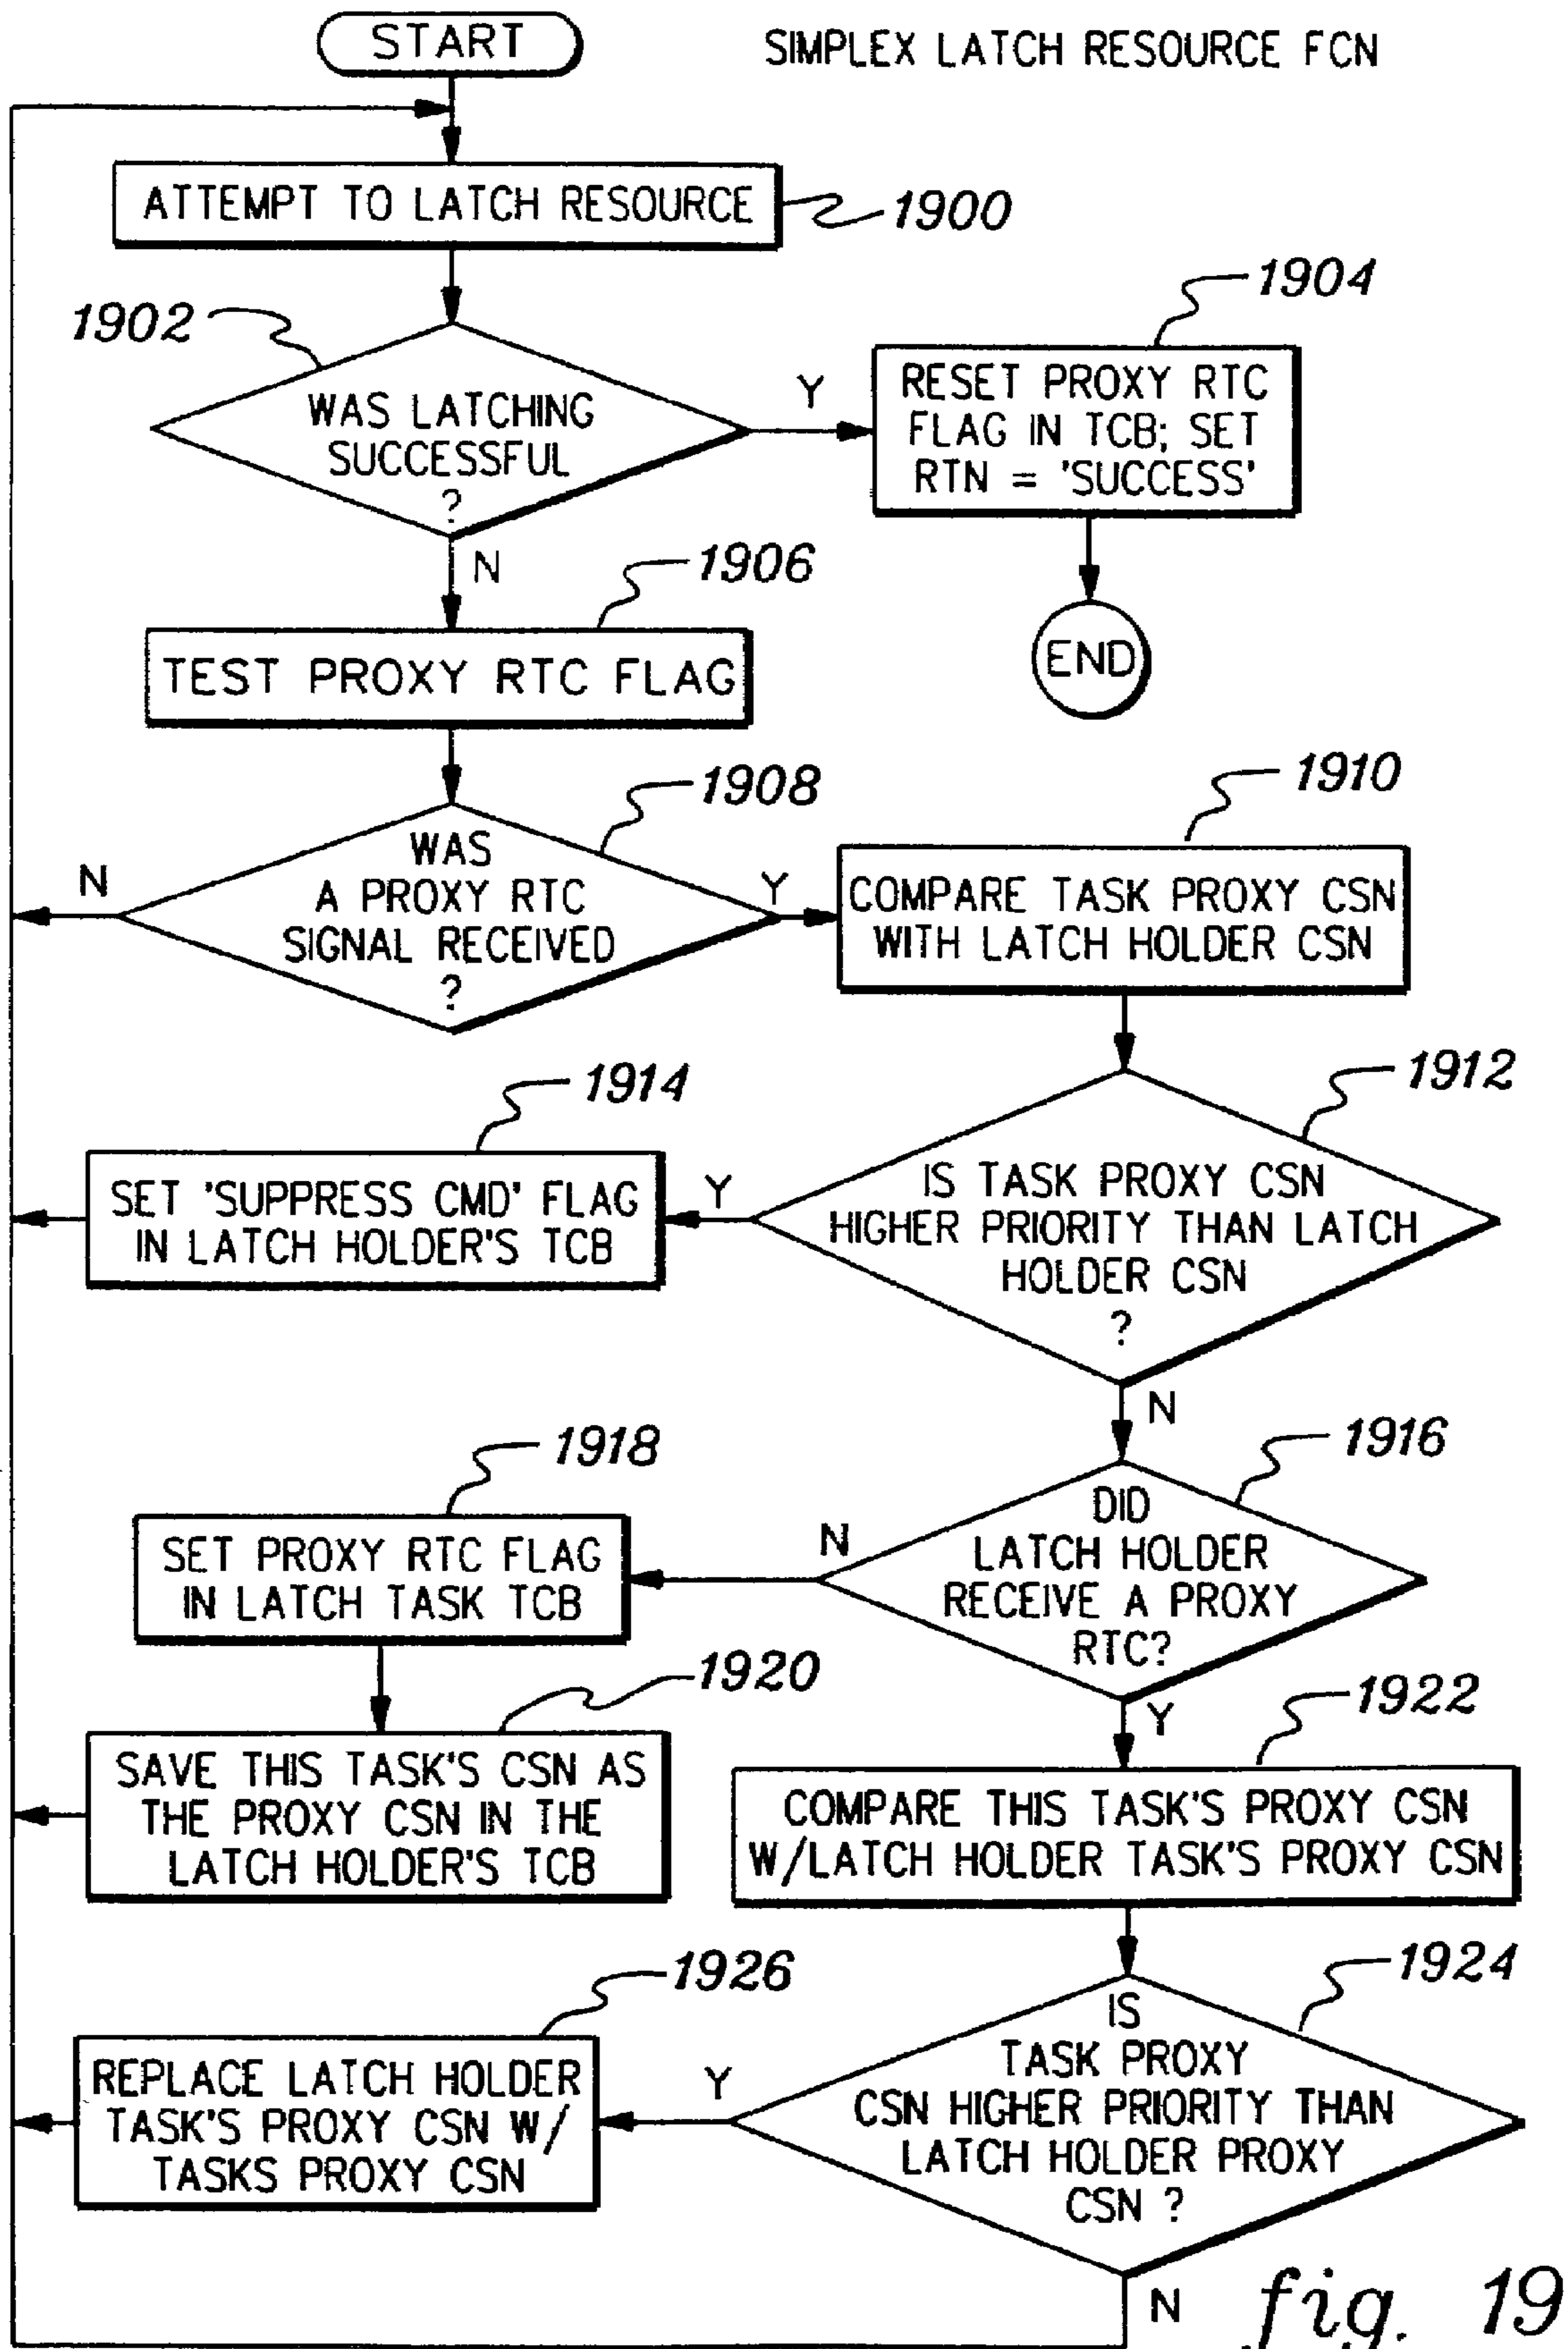 START
SIMPLEX LATCH RESOURCE FCN
ATTEMPT TO LATCH RESOURCE
1900
1902
WAS LATCHING
SUCCESSFUL
?
Y
1904
RESET PROXY RTC
FLAG IN TCB; SET
RTN = 'SUCCESS'
END
N
1906
TEST PROXY RTC FLAG
1908
WAS
A PROXY RTC
SIGNAL RECEIVED
?
N
Y
1910
COMPARE TASK PROXY CSN
WITH LATCH HOLDER CSN
1912
IS TASK PROXY CSN
HIGHER PRIORITY THAN LATCH
HOLDER CSN
?
Y
1914
SET 'SUPPRESS CMD' FLAG
IN LATCH HOLDER'S TCB
N
1916
DID
LATCH HOLDER
RECEIVE A PROXY
RTC?
N
1918
SET PROXY RTC FLAG
IN LATCH TASK TCB
1920
SAVE THIS TASK'S CSN AS
THE PROXY CSN IN THE
LATCH HOLDER'S TCB
Y
1922
COMPARE THIS TASK'S PROXY CSN
W/LATCH HOLDER TASK'S PROXY CSN
1924
IS
TASK PROXY
CSN HIGHER PRIORITY THAN
LATCH HOLDER PROXY
CSN ?
Y
1926
REPLACE LATCH HOLDER
TASK'S PROXY CSN W/
TASKS PROXY CSN
N
fig. 19